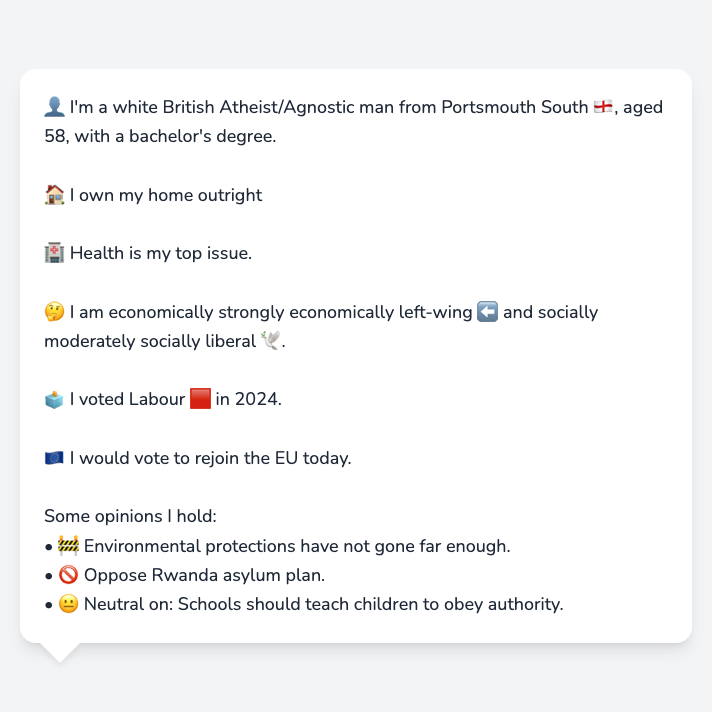 👤 I'm a white British Atheist/Agnostic man from Portsmouth South 🏴󠁧󠁢󠁥󠁮󠁧󠁿, aged
58, with a bachelor's degree.
🏠 I own my home outright
🏥 Health is my top issue.
🤔 I am economically strongly economically left-wing ⬅️ and socially
moderately socially liberal 🕊️.
🗳️ I voted Labour 🟥 in 2024.
🇪🇺 I would vote to rejoin the EU today.
Some opinions I hold:
• 🚧 Environmental protections have not gone far enough.
• 🚫 Oppose Rwanda asylum plan.
• 😐 Neutral on: Schools should teach children to obey authority.